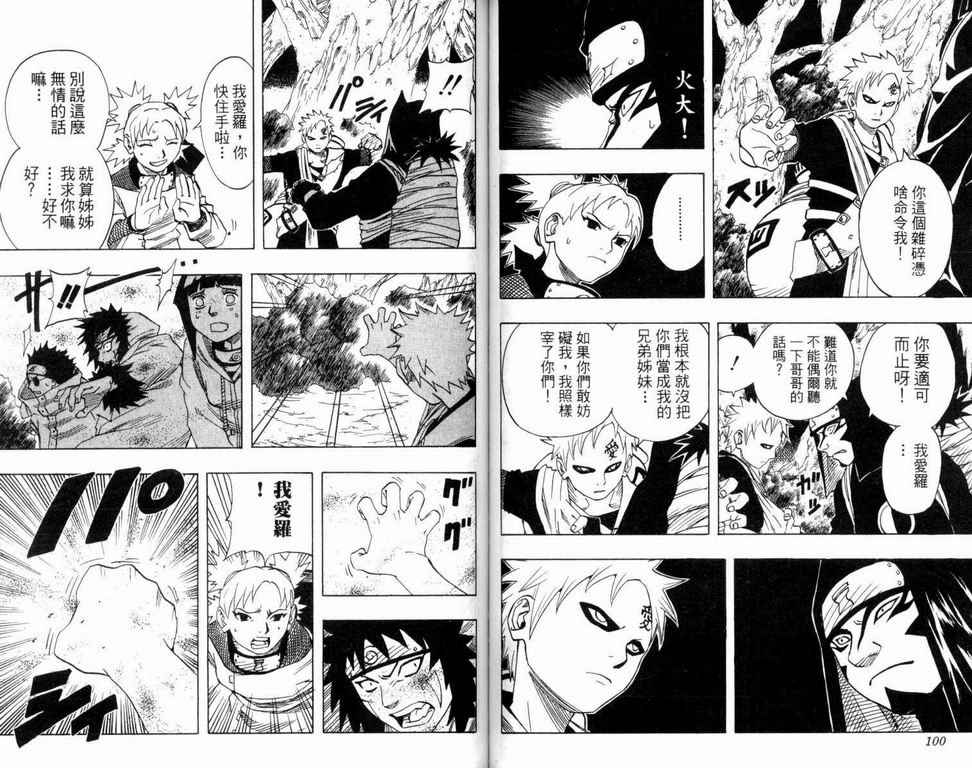 你這個雜碎憑
啥命令我！
火大！
…………
你要適可
而止呀！
我愛羅
…
難道你就
不能偶爾聽
一下哥哥的
話嗎？
！
我根本就沒把
你們當成我的
兄弟姊妹…
如果你們敢妨
礙我，我照樣
宰了你們！
100
!!
我愛羅，你
快住手啦…
別說這麼
無情的話
嘛…
就算姊姊
我求你嘛
……好不
好？
!!
我愛羅
！